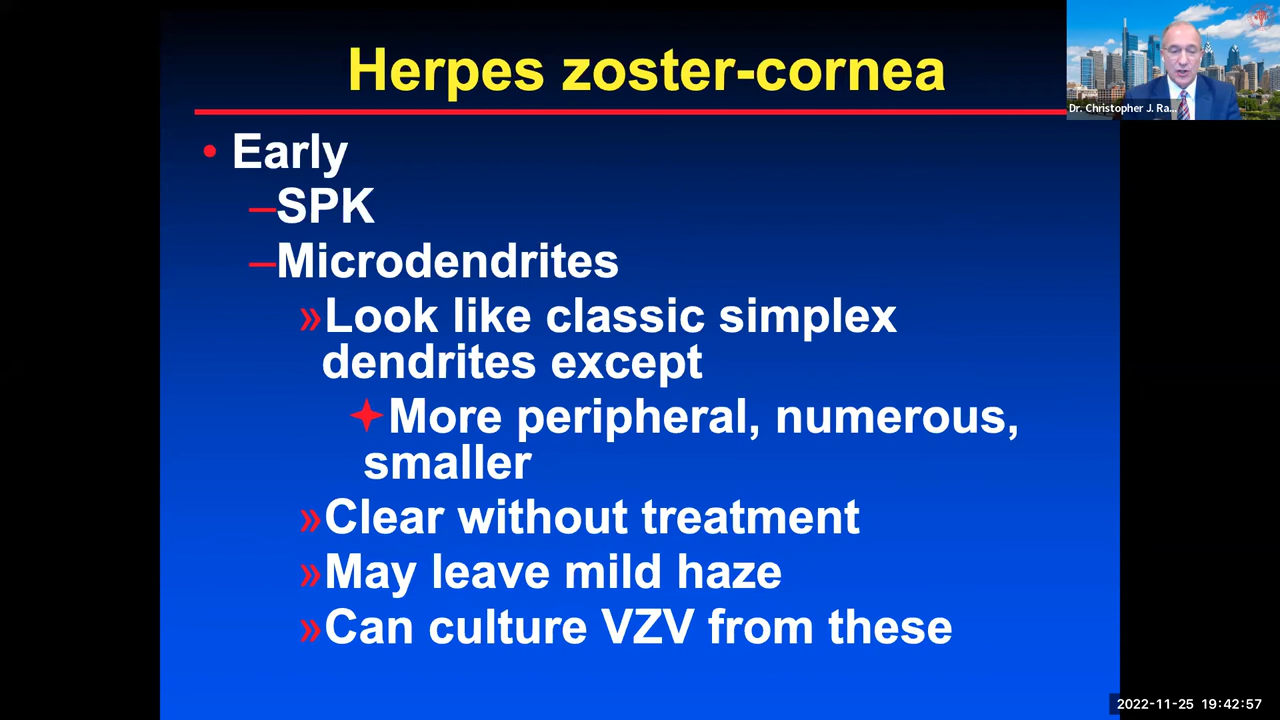 Herpes zoster-cornea
Dr. Christopher J. Ra...
• Early
–SPK
–Microdendrites
»Look like classic simplex
dendrites except
✦More peripheral, numerous,
smaller
»Clear without treatment
»May leave mild haze
»Can culture VZV from these
2022-11-25 19:42:57